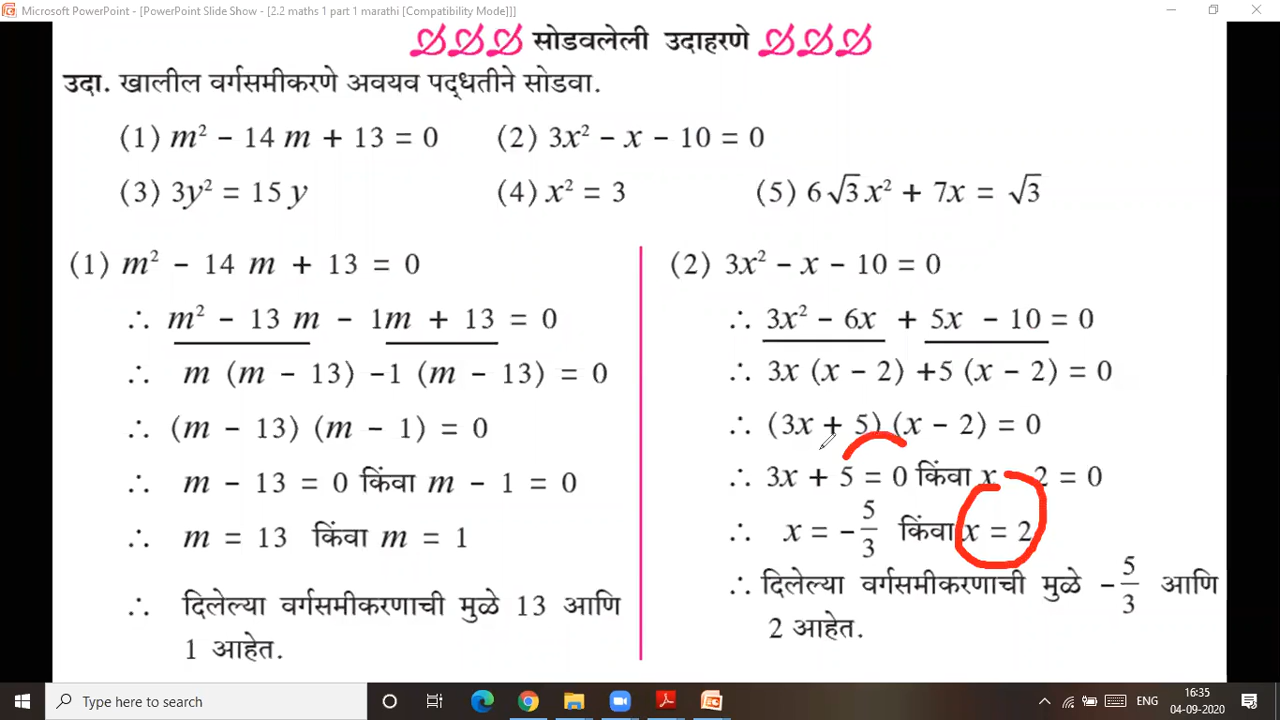 Microsoft PowerPoint - [PowerPoint Slide Show - [2.2 maths 1 part 1 marathi [Compatibility Mode]]]
सोडवलेली उदाहरणे
उदा. खालील वर्गसमीकरणे अवयव पद्धतीने सोडवा.
(1) m² - 14 m + 13 = 0 (2) 3x² - x - 10 = 0
(3) 3y² = 15 y (4) x² = 3 (5) 6√3x² + 7x = √3
(1) m² - 14 m + 13 = 0
∴ m² - 13 m - 1m + 13 = 0
∴ m (m - 13) -1 (m - 13) = 0
∴ (m - 13) (m - 1) = 0
∴ m - 13 = 0 किंवा m - 1 = 0
∴ m = 13 किंवा m = 1
∴ दिलेल्या वर्गसमीकरणाची मुळे 13 आणि
1 आहेत.
(2) 3x² - x - 10 = 0
∴ 3x² - 6x + 5x - 10 = 0
∴ 3x (x - 2) +5 (x - 2) = 0
∴ (3x + 5) (x - 2) = 0
∴ 3x + 5 = 0 किंवा x - 2 = 0
∴ x = -5/3 किंवा x = 2
∴ दिलेल्या वर्गसमीकरणाची मुळे -5/3 आणि
2 आहेत.
Type here to search
ENG
16:35
04-09-2020